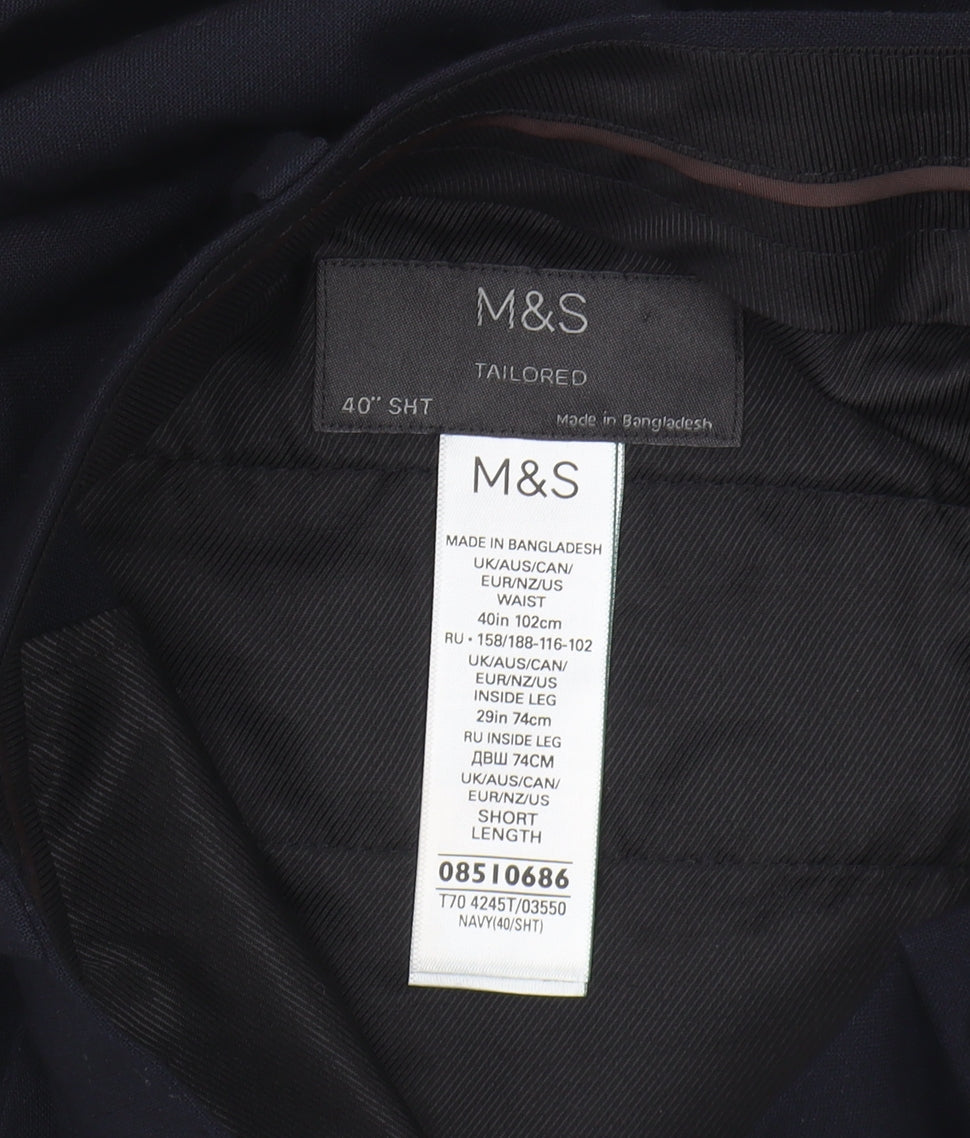 M&S
TAILORED
40" SHT
Made in Bangladesh
M&S
MADE IN BANGLADESH
UK/AUS/CAN/
EUR/NZ/US
WAIST
40in 102cm
RU • 158/188-116-102
UK/AUS/CAN/
EUR/NZ/US
INSIDE LEG
29in 74cm
RU INSIDE LEG
ДВШ 74CM
UK/AUS/CAN/
EUR/NZ/US
SHORT
LENGTH
08510686
T70 4245T/03550
NAVY(40/SHT)